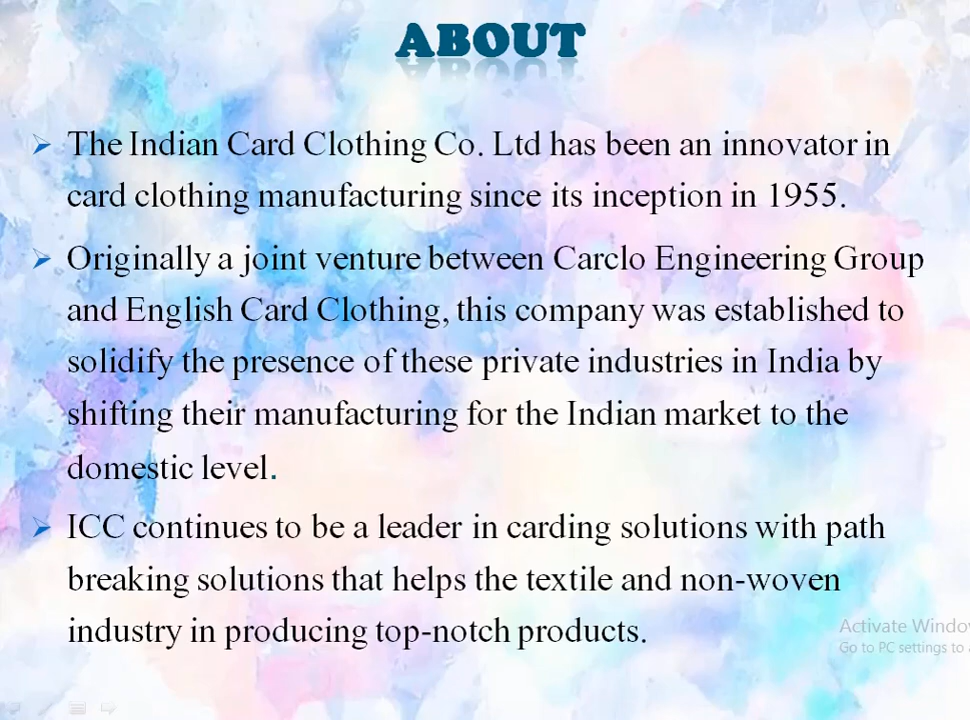 ABOUT
The Indian Card Clothing Co. Ltd has been an innovator in
card clothing manufacturing since its inception in 1955.
Originally a joint venture between Carclo Engineering Group
and English Card Clothing, this company was established to
solidify the presence of these private industries in India by
shifting their manufacturing for the Indian market to the
domestic level.
ICC continues to be a leader in carding solutions with path
breaking solutions that helps the textile and non-woven
industry in producing top-notch products.
Activate Windo
Go to PC settings to